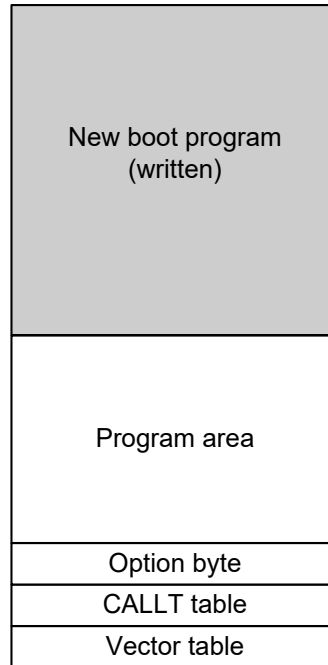 New boot program
(written)
Program area
Option byte
CALLT table
Vector table